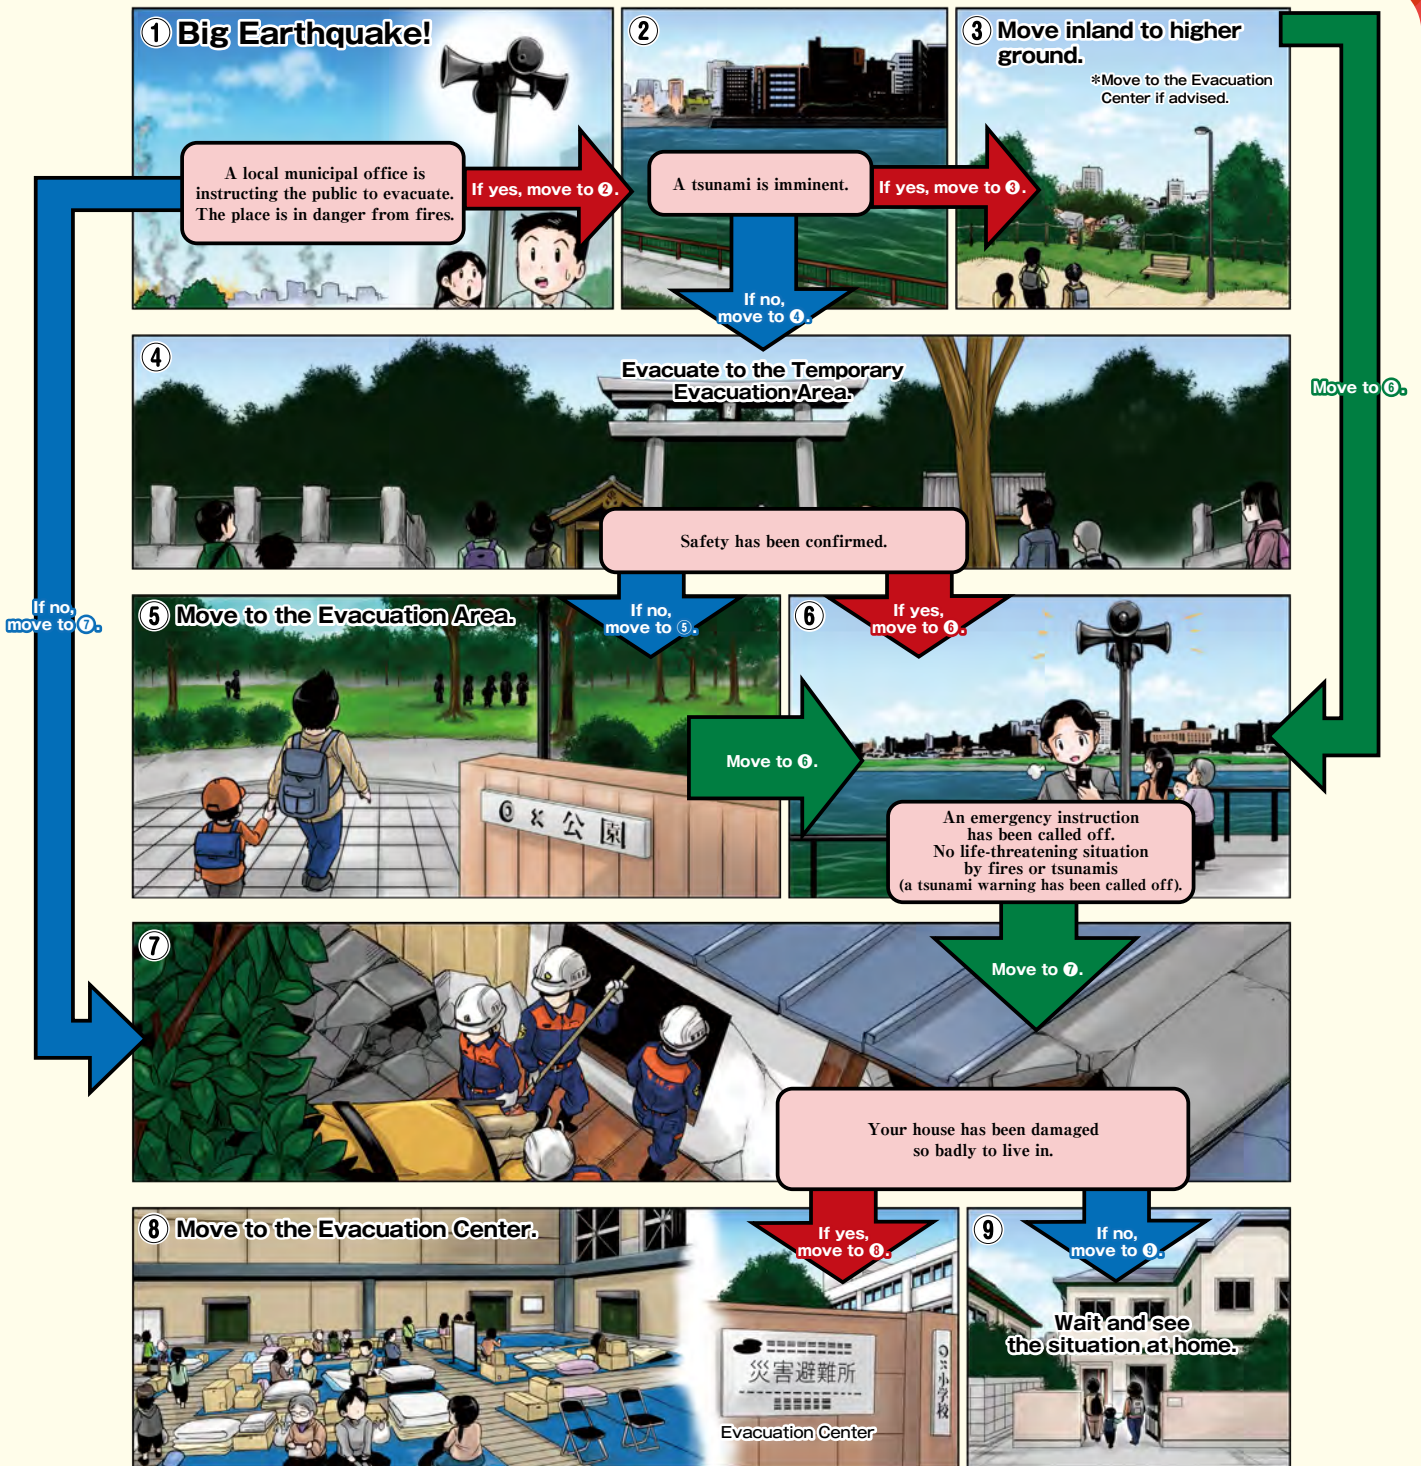 ① Big Earthquake!
A local municipal office is
instructing the public to evacuate.
The place is in danger from fires.
If yes, move to ❷.
If no,
move to ⑦.
②
A tsunami is imminent.
If yes, move to ❸.
If no,
move to ❹.
③ Move inland to higher
ground.
*Move to the Evacuation
Center if advised.
Move to ⑥.
④
Evacuate to the Temporary
Evacuation Area.
Safety has been confirmed.
If no,
move to ⑤.
If yes,
move to ❻.
⑤ Move to the Evacuation Area.
◎×公園
Move to ❻.
⑥
An emergency instruction
has been called off.
No life-threatening situation
by fires or tsunamis
(a tsunami warning has been called off).
Move to ❼.
⑦
Your house has been damaged
so badly to live in.
If yes,
move to ❽.
If no,
move to ❾.
⑧ Move to the Evacuation Center.
災害避難所
Evacuation Center
◎×小学校
⑨
Wait and see
the situation at home.